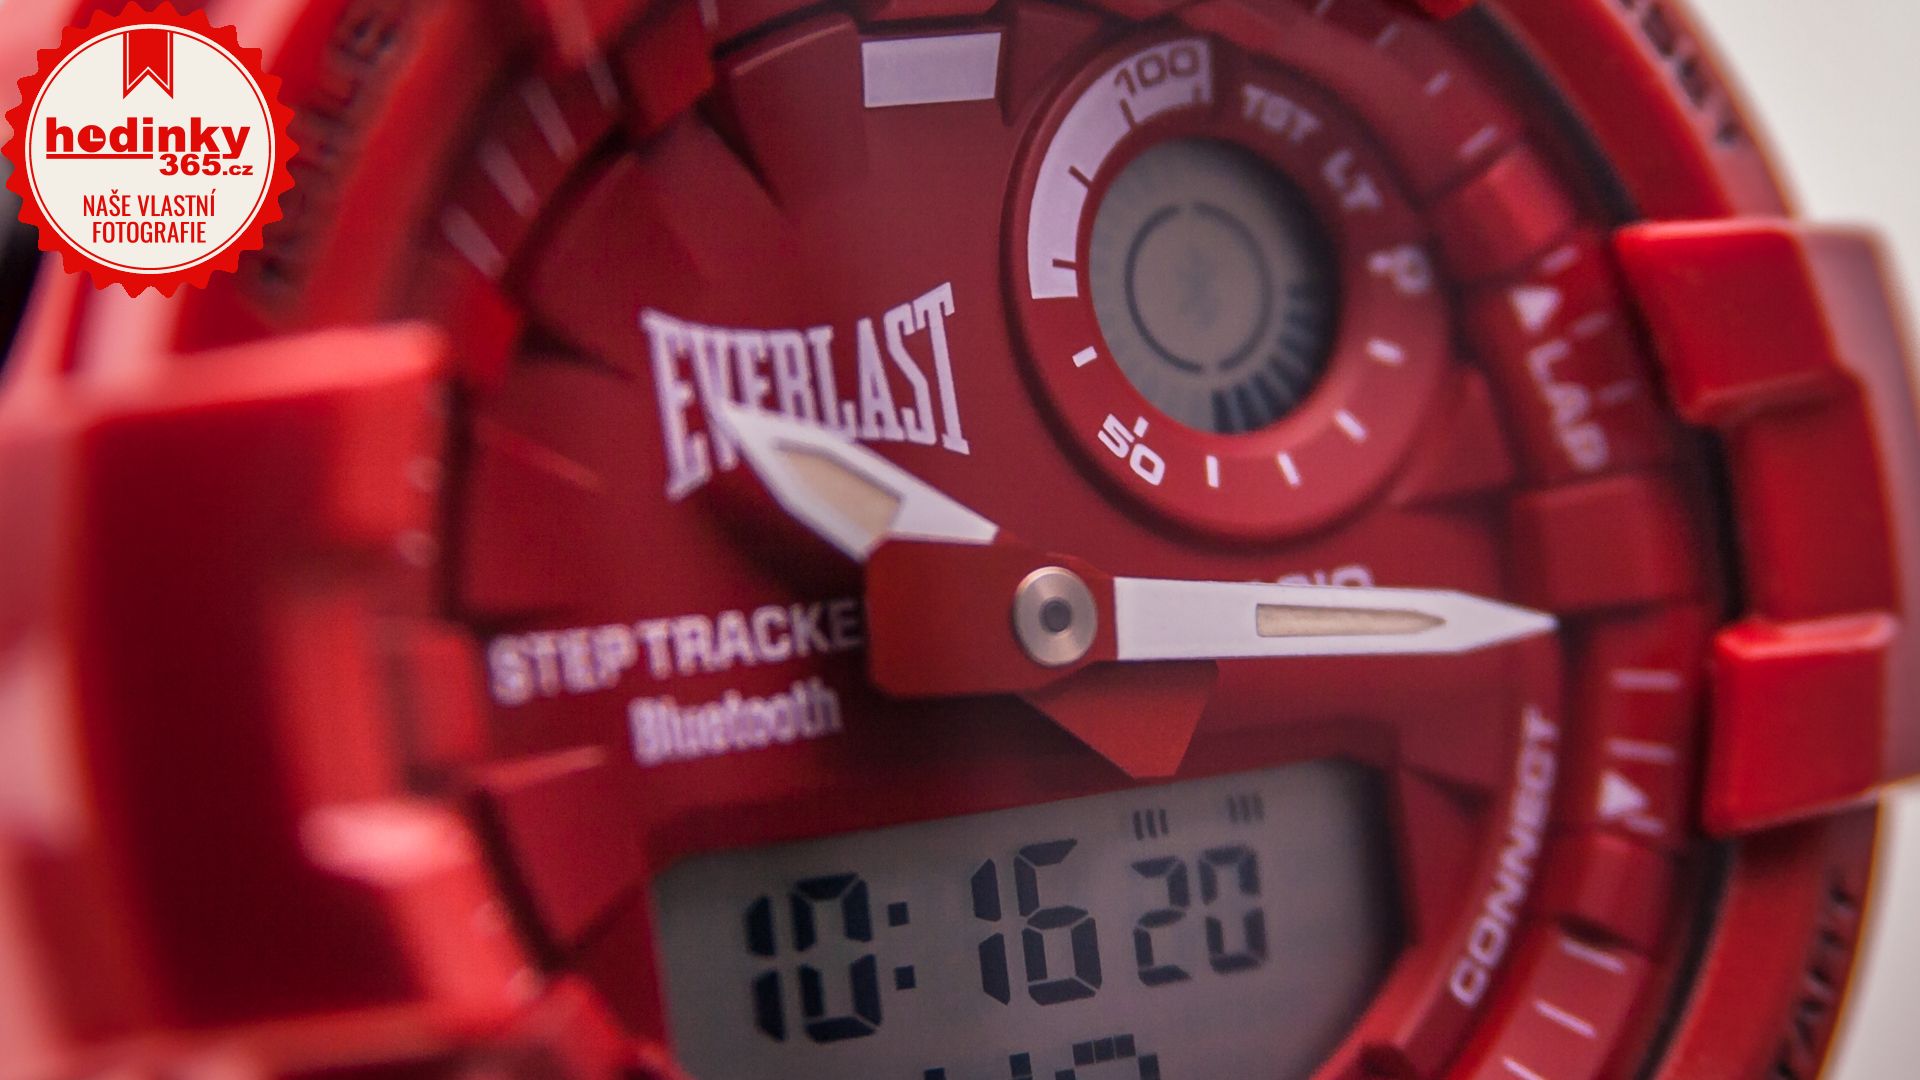 hodinky
365.cz
NAŠE VLASTNÍ
FOTOGRAFIE
100
TGT LT P
50
LAP
EVERLAST
STEP TRACKE
Bluetooth
CONNECT
10:16 20